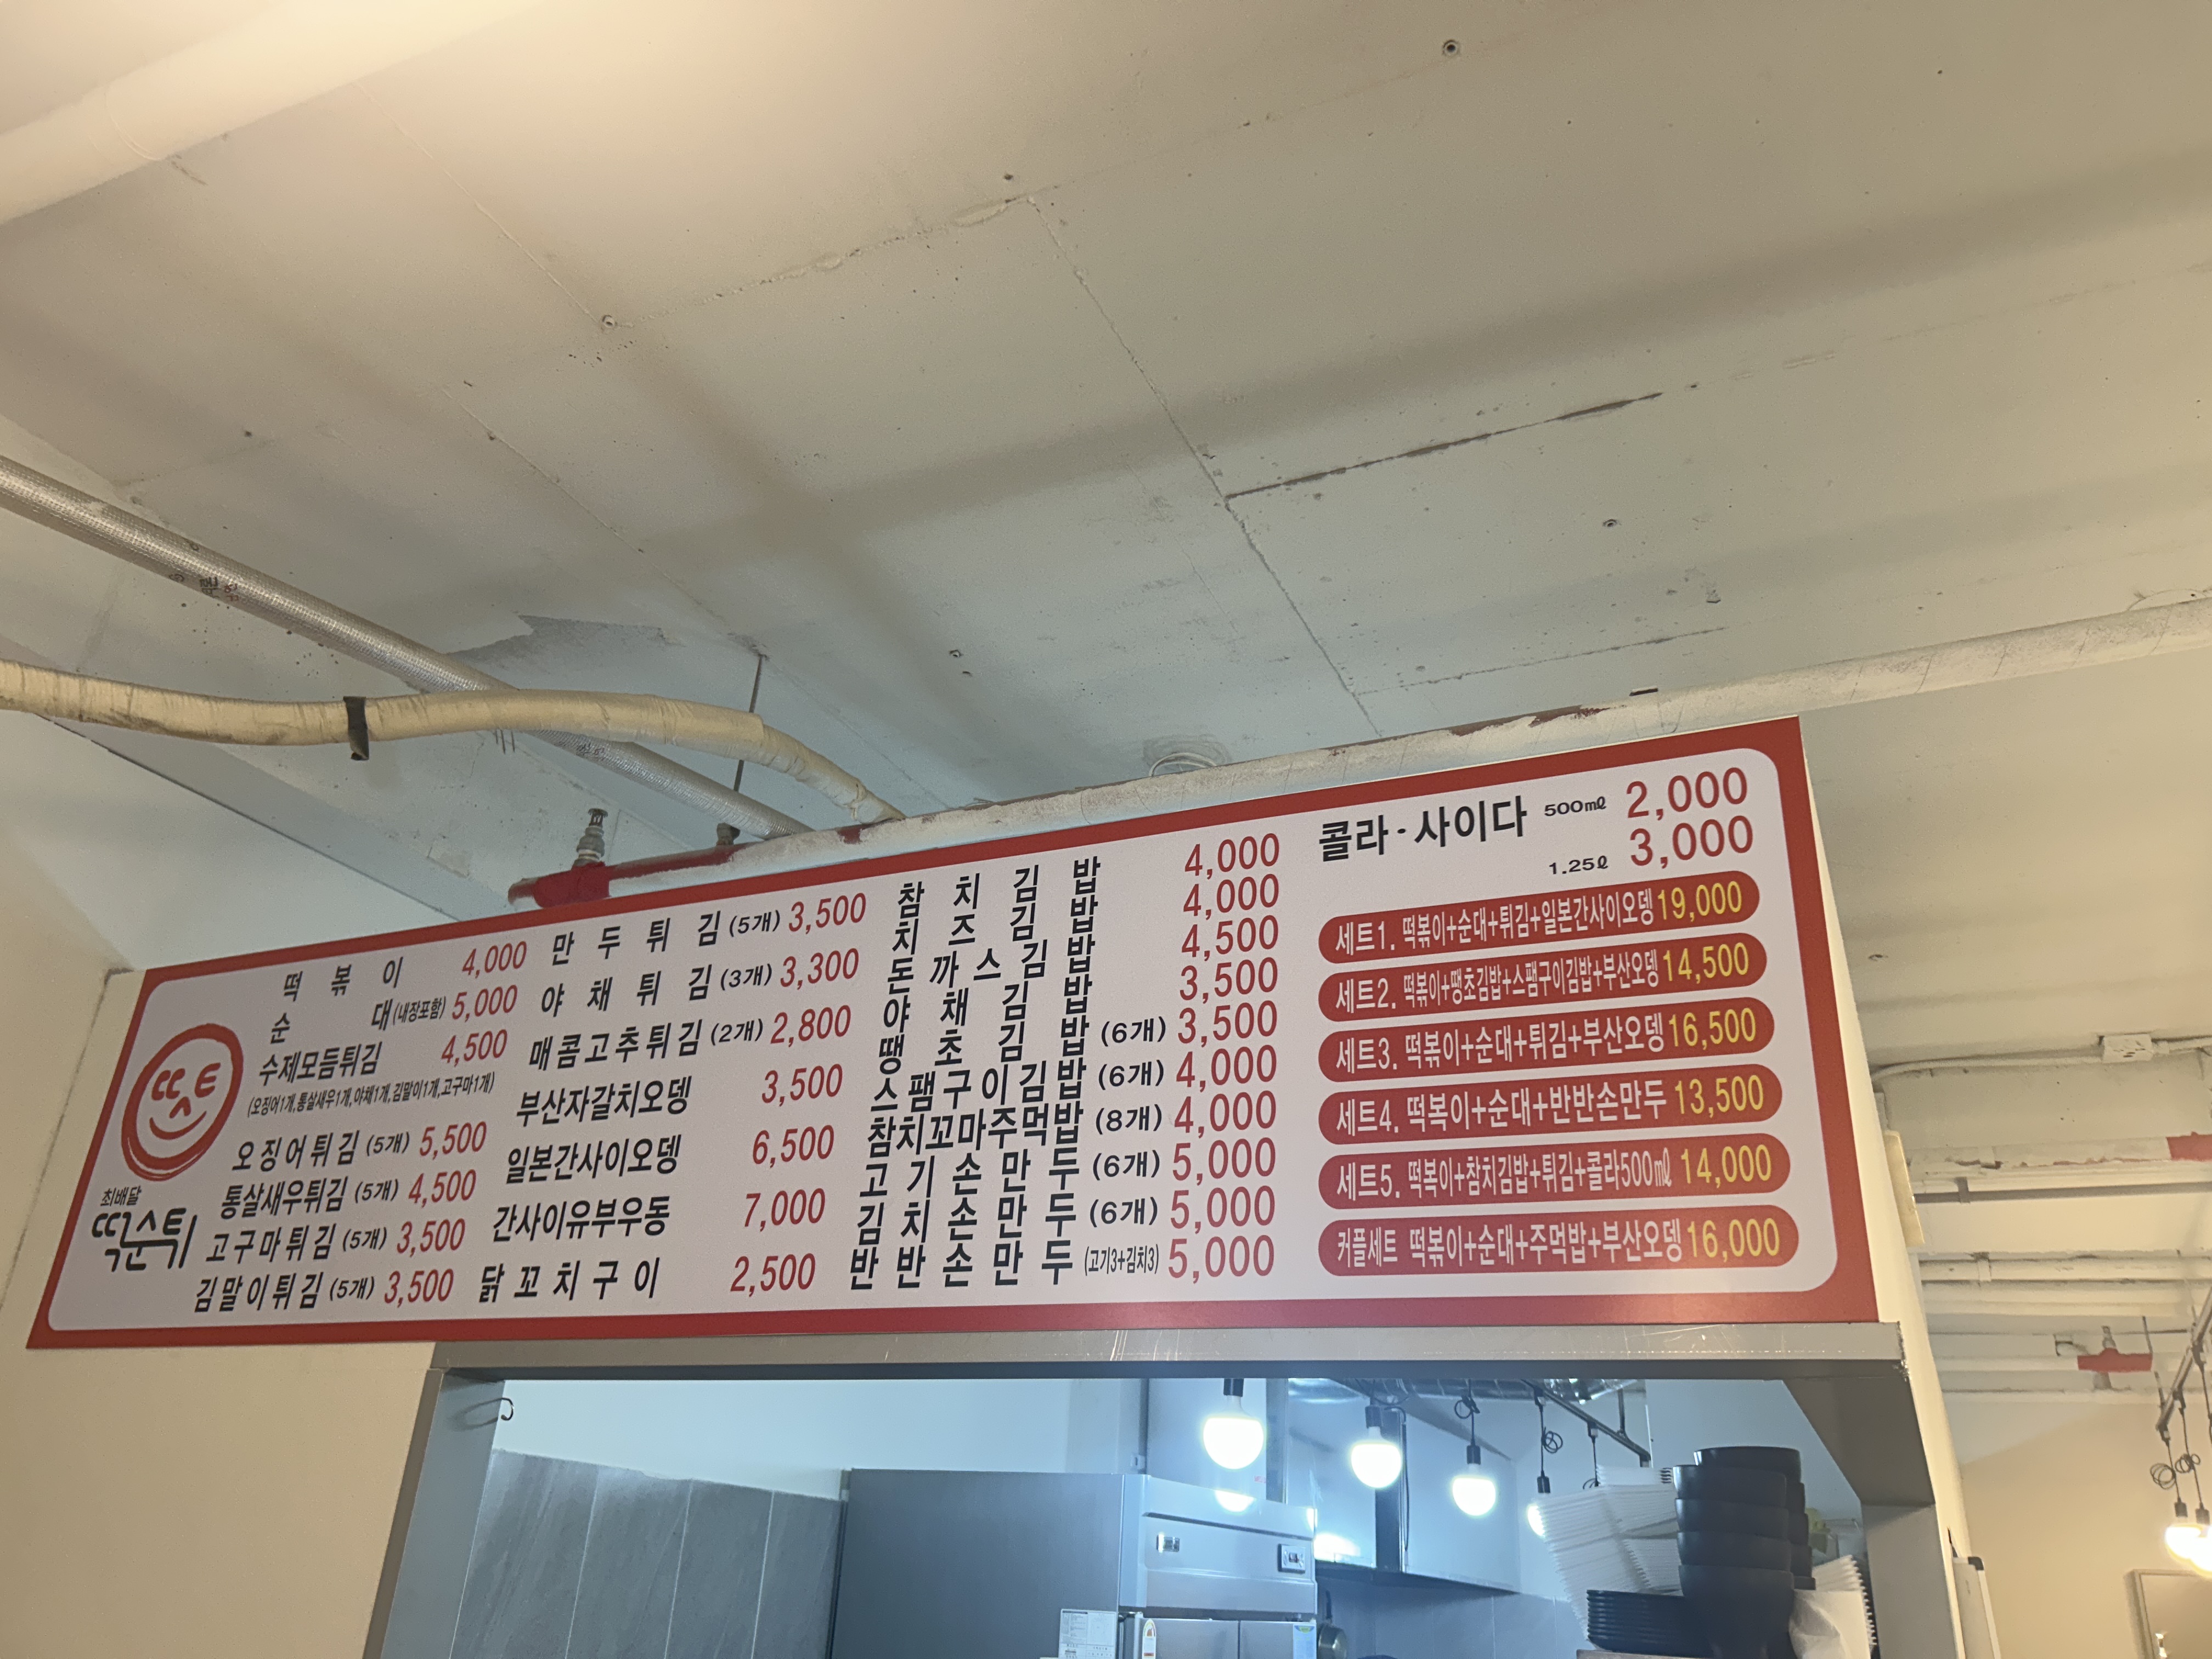 떡볶이 4,000
순대(내장포함) 5,000
수제모듬튀김 4,500
(오징어1개,통살새우1개,야채1개,김말이1개,고구마1개)
오징어튀김 (5개) 5,500
통살새우튀김 (5개) 4,500
고구마튀김 (5개) 3,500
김말이튀김 (5개) 3,500
최배달
떡순튀
만두튀김 (5개) 3,500
야채튀김 (3개) 3,300
매콤고추튀김 (2개) 2,800
부산자갈치오뎅 3,500
일본간사이오뎅 6,500
간사이유부우동 7,000
닭꼬치구이 2,500
참치김밥 4,000
치즈김밥 4,000
돈까스김밥 4,500
야채김밥 3,500
땡초김밥 (6개) 3,500
스팸구이김밥 (6개) 4,000
참치꼬마주먹밥 (8개) 4,000
고기손만두 (6개) 5,000
김치손만두 (6개) 5,000
반반손만두 (고기3+김치3) 5,000
콜라·사이다 500㎖ 2,000
1.25ℓ 3,000
세트1. 떡볶이+순대+튀김+일본간사이오뎅 19,000
세트2. 떡볶이+땡초김밥+스팸구이김밥+부산오뎅 14,500
세트3. 떡볶이+순대+튀김+부산오뎅 16,500
세트4. 떡볶이+순대+반반손만두 13,500
세트5. 떡볶이+참치김밥+튀김+콜라500㎖ 14,000
커플세트 떡볶이+순대+주먹밥+부산오뎅 16,000